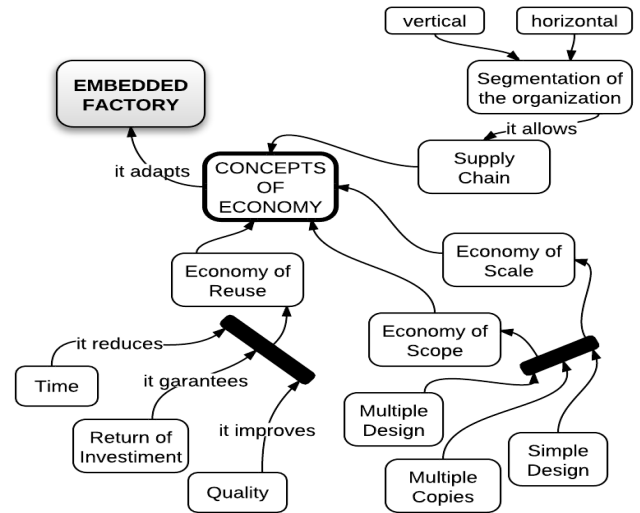 vertical
horizontal
EMBEDDED
FACTORY
Segmentation of
the organization
it allows
Supply
Chain
it adapts
CONCEPTS
OF
ECONOMY
Economy of
Scale
Economy of
Reuse
Economy of
Scope
it reduces
Time
it garantees
Return of
Investiment
it improves
Quality
Multiple
Design
Multiple
Copies
Simple
Design